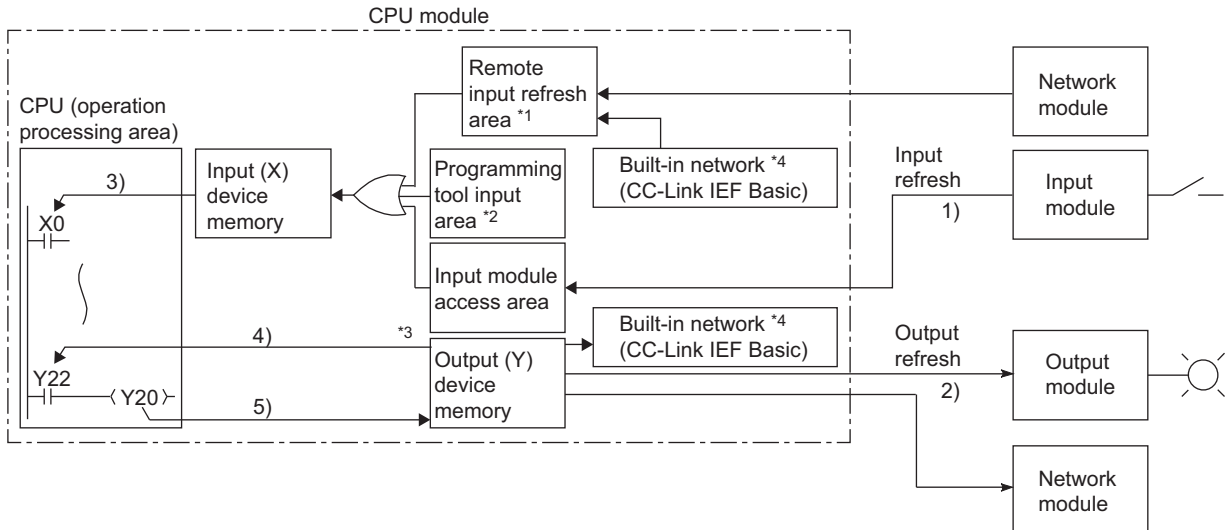 CPU module
CPU (operation
processing area)
3)
X0
4)
Y22
Y20
5)
Input (X)
device
memory
Remote
input refresh
area *1
Programming
tool input
area *2
Input module
access area
*3
Output (Y)
device
memory
Built-in network *4
(CC-Link IEF Basic)
Built-in network *4
(CC-Link IEF Basic)
Input
refresh
1)
Output
refresh
2)
Network
module
Input
module
Output
module
Network
module